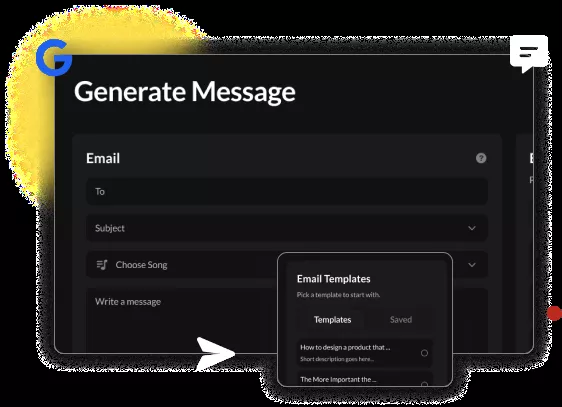 Generate Message
Email
?
To
Subject
Choose Song
Write a message
Email Templates
Pick a template to start with.
Templates Saved
How to design a product that ...
Short description goes here...
The More Important the ...